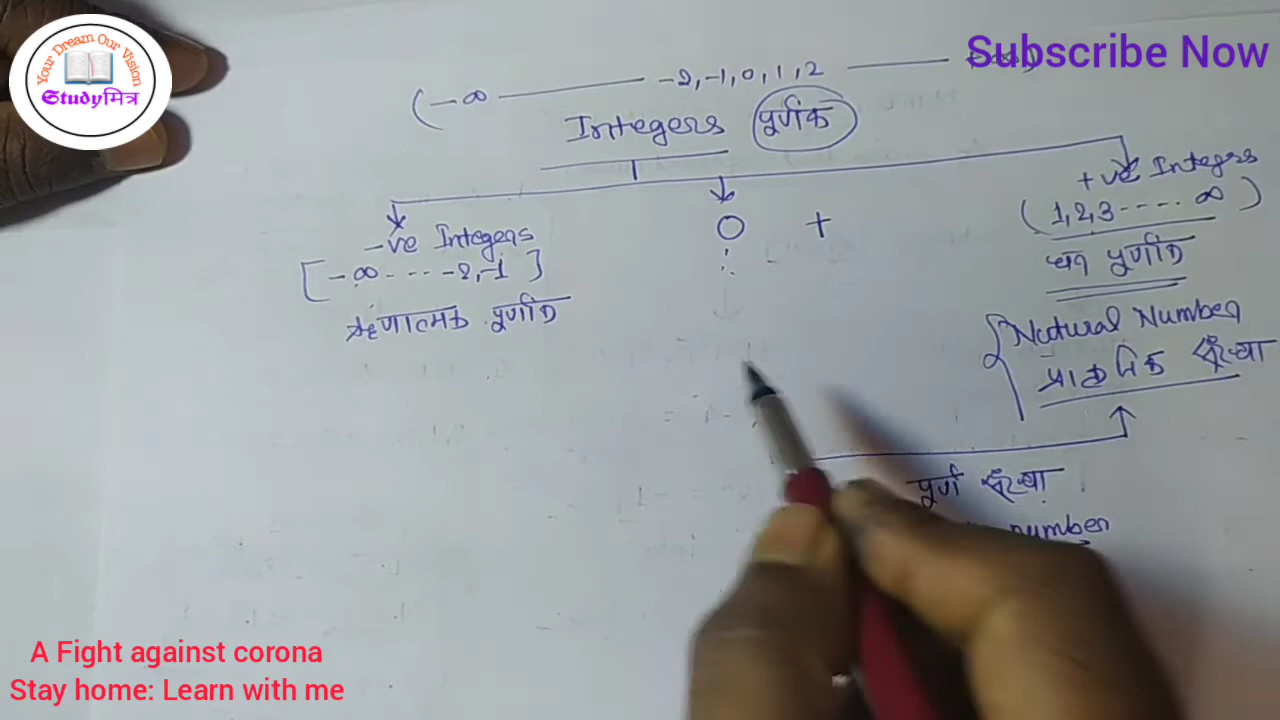 Your Dream Our Vision
Studyमित्र
Subscribe Now
(-∞ -2,-1,0,1,2
Integers पूर्णांक
-ve Integers
[-∞-----2,-1]
ऋणात्मक पूर्णांक
0 +
+ve Integers
(1,2,3----- ∞)
धन पूर्णांक
Natural Number
प्राकृतिक संख्या
पूर्ण संख्या
number
A Fight against corona
Stay home: Learn with me